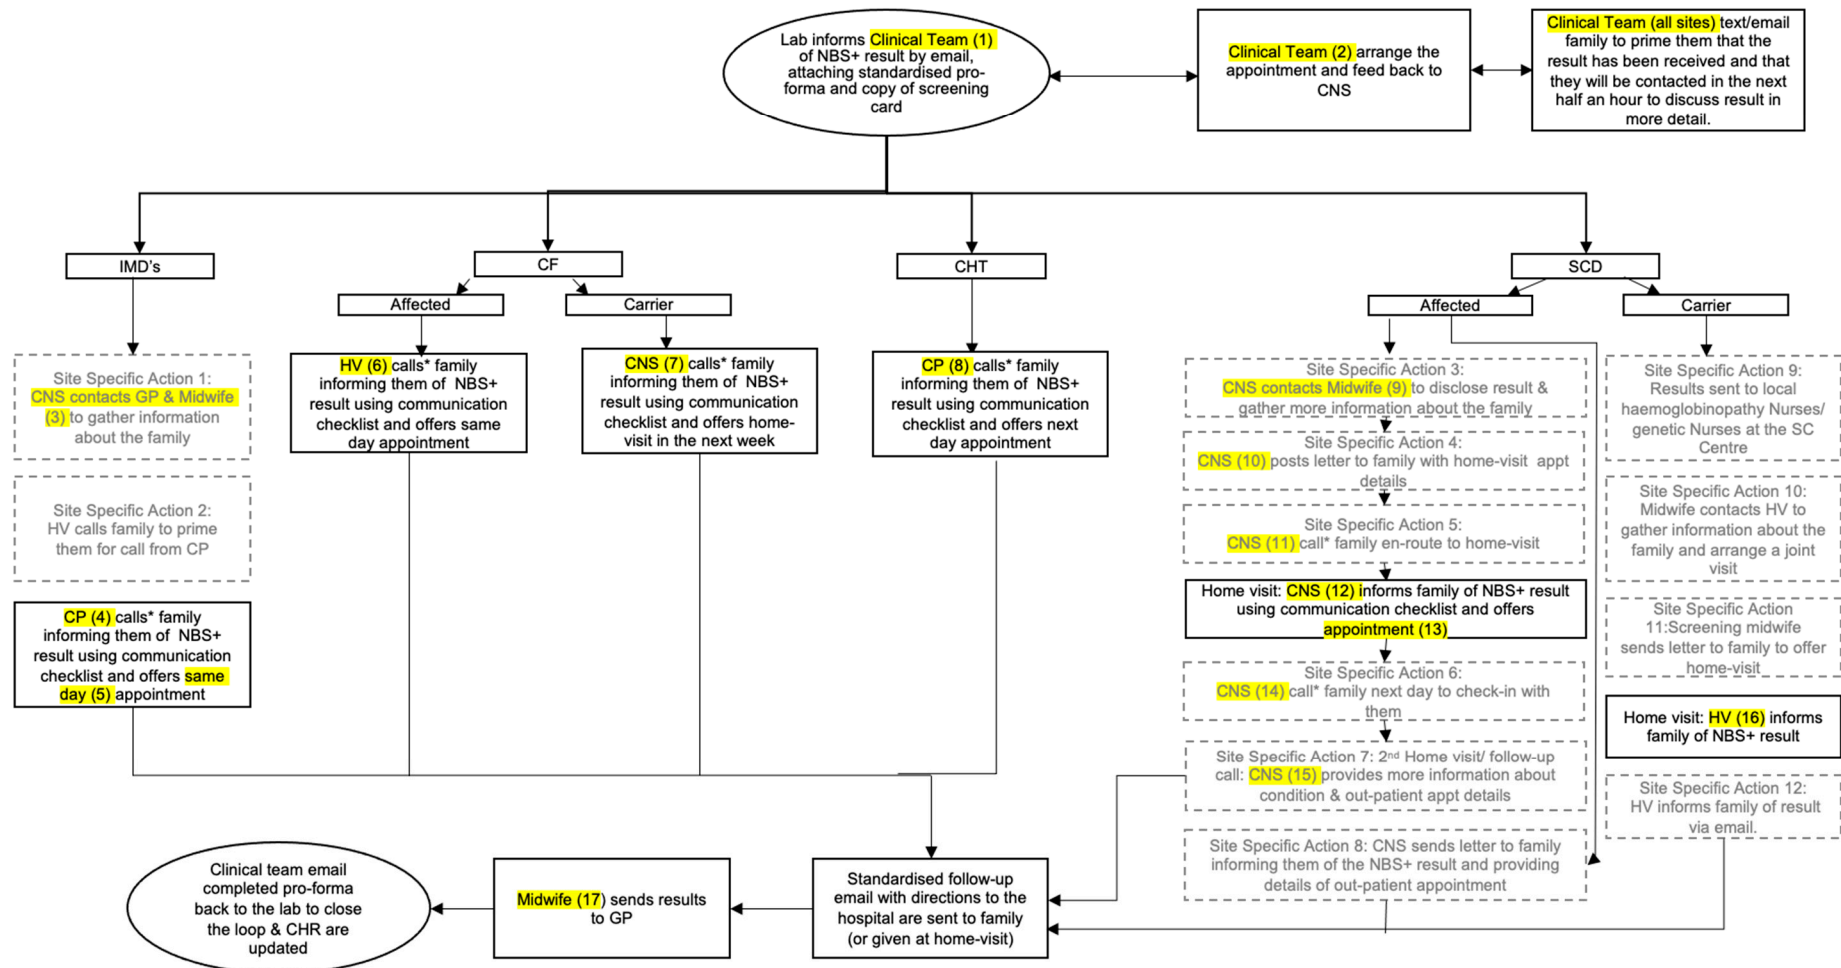 Lab informs Clinical Team (1)
of NBS+ result by email,
attaching standardised pro-
forma and copy of screening
card
Clinical Team (2) arrange the
appointment and feed back to
CNS
Clinical Team (all sites) text/email
family to prime them that the
result has been received and that
they will be contacted in the next
half an hour to discuss result in
more detail.
IMD's
CF
CHT
SCD
Affected
Carrier
Affected
Carrier
Site Specific Action 1:
CNS contacts GP & Midwife
(3) to gather information
about the family
Site Specific Action 2:
HV calls family to prime
them for call from CP
CP (4) calls* family
informing them of NBS+
result using communication
checklist and offers same
day (5) appointment
HV (6) calls* family
informing them of NBS+
result using communication
checklist and offers same
day appointment
CNS (7) calls* family
informing them of NBS+
result using communication
checklist and offers home-
visit in the next week
CP (8) calls* family
informing them of NBS+
result using communication
checklist and offers next
day appointment
Site Specific Action 3:
CNS contacts Midwife (9) to disclose result &
gather more information about the family
Site Specific Action 4:
CNS (10) posts letter to family with home-visit appt
details
Site Specific Action 5:
CNS (11) call* family en-route to home-visit
Home visit: CNS (12) informs family of NBS+ result
using communication checklist and offers
appointment (13)
Site Specific Action 6:
CNS (14) call* family next day to check-in with
them
Site Specific Action 7: 2nd Home visit/ follow-up
call: CNS (15) provides more information about
condition & out-patient appt details
Site Specific Action 8: CNS sends letter to family
informing them of the NBS+ result and providing
details of out-patient appointment
Site Specific Action 9:
Results sent to local
haemoglobinopathy Nurses/
genetic Nurses at the SC
Centre
Site Specific Action 10:
Midwife contacts HV to
gather information about the
family and arrange a joint
visit
Site Specific Action
11:Screening midwife
sends letter to family to offer
home-visit
Home visit: HV (16) informs
family of NBS+ result
Site Specific Action 12:
HV informs family of result
via email.
Clinical team email
completed pro-forma
back to the lab to close
the loop & CHR are
updated
Midwife (17) sends results
to GP
Standardised follow-up
email with directions to the
hospital are sent to family
(or given at home-visit)